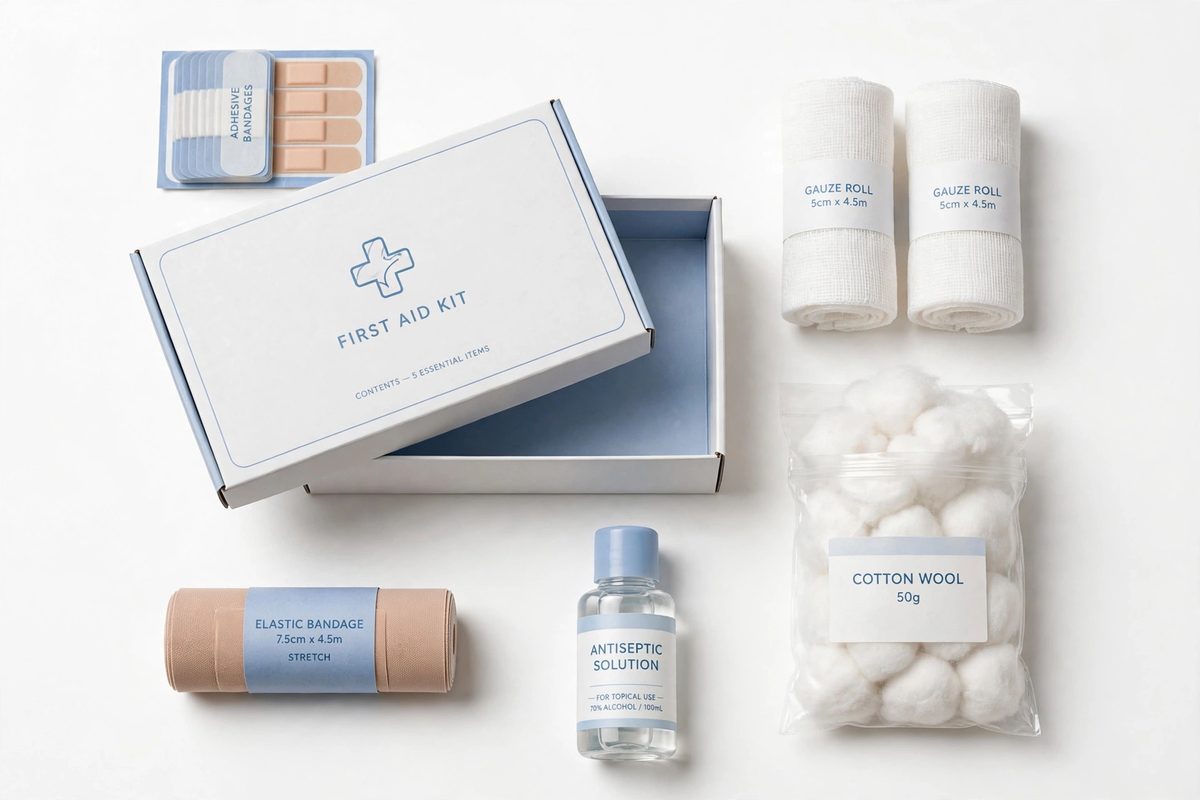 ADHESIVE
BANDAGES
FIRST AID KIT
CONTENTS — 5 ESSENTIAL ITEMS
GAUZE ROLL
5cm x 4.5m
GAUZE ROLL
5cm x 4.5m
ELASTIC BANDAGE
7.5cm x 4.5m
STRETCH
ANTISEPTIC
SOLUTION
FOR TOPICAL USE
70% ALCOHOL / 100mL
COTTON WOOL
50g